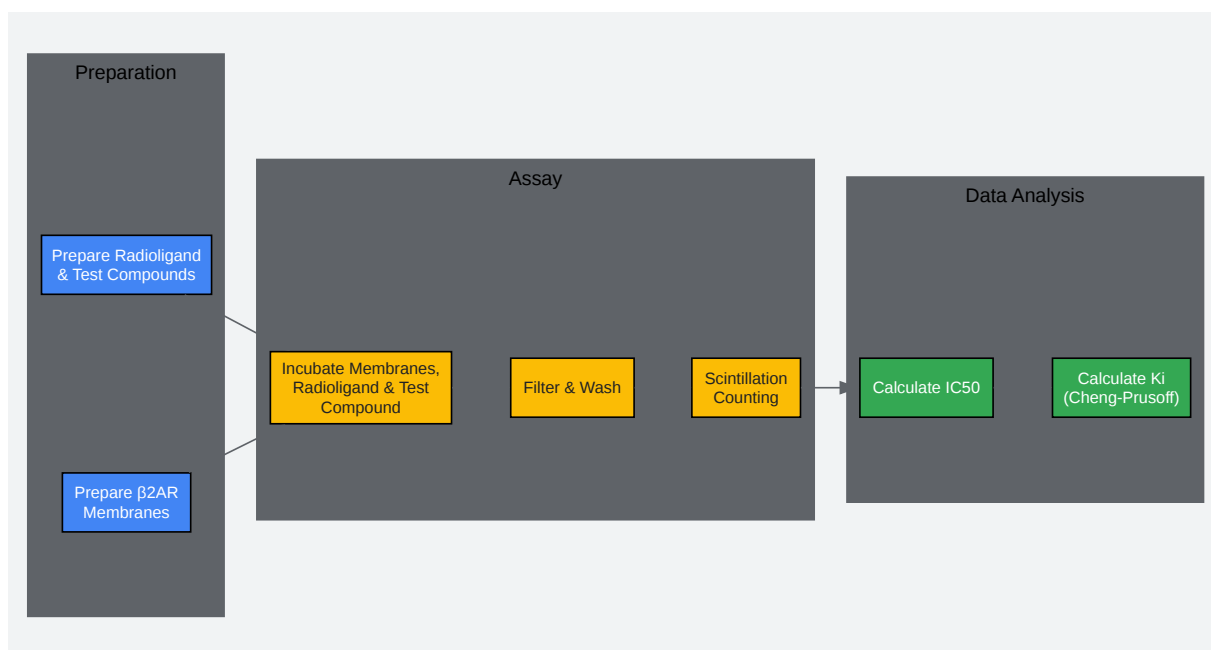 Preparation
Prepare Radioligand
& Test Compounds
Prepare β2AR
Membranes
Assay
Incubate Membranes,
Radioligand & Test
Compound
Filter & Wash
Scintillation
Counting
Data Analysis
Calculate IC50
Calculate Ki
(Cheng-Prusoff)